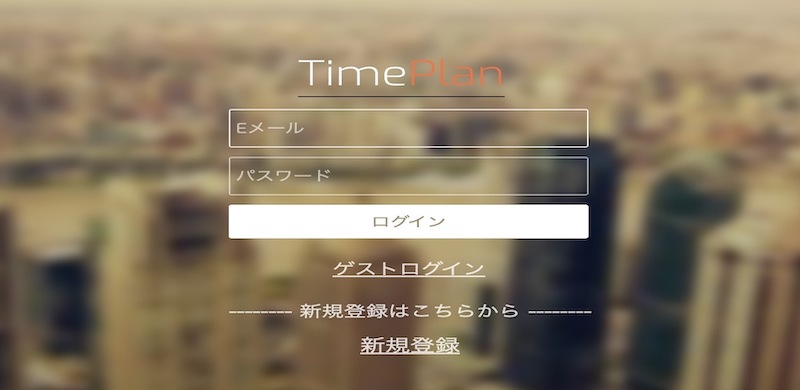 TimePlan
Eメール
パスワード
ログイン
ゲストログイン
-------- 新規登録はこちらから --------
新規登録